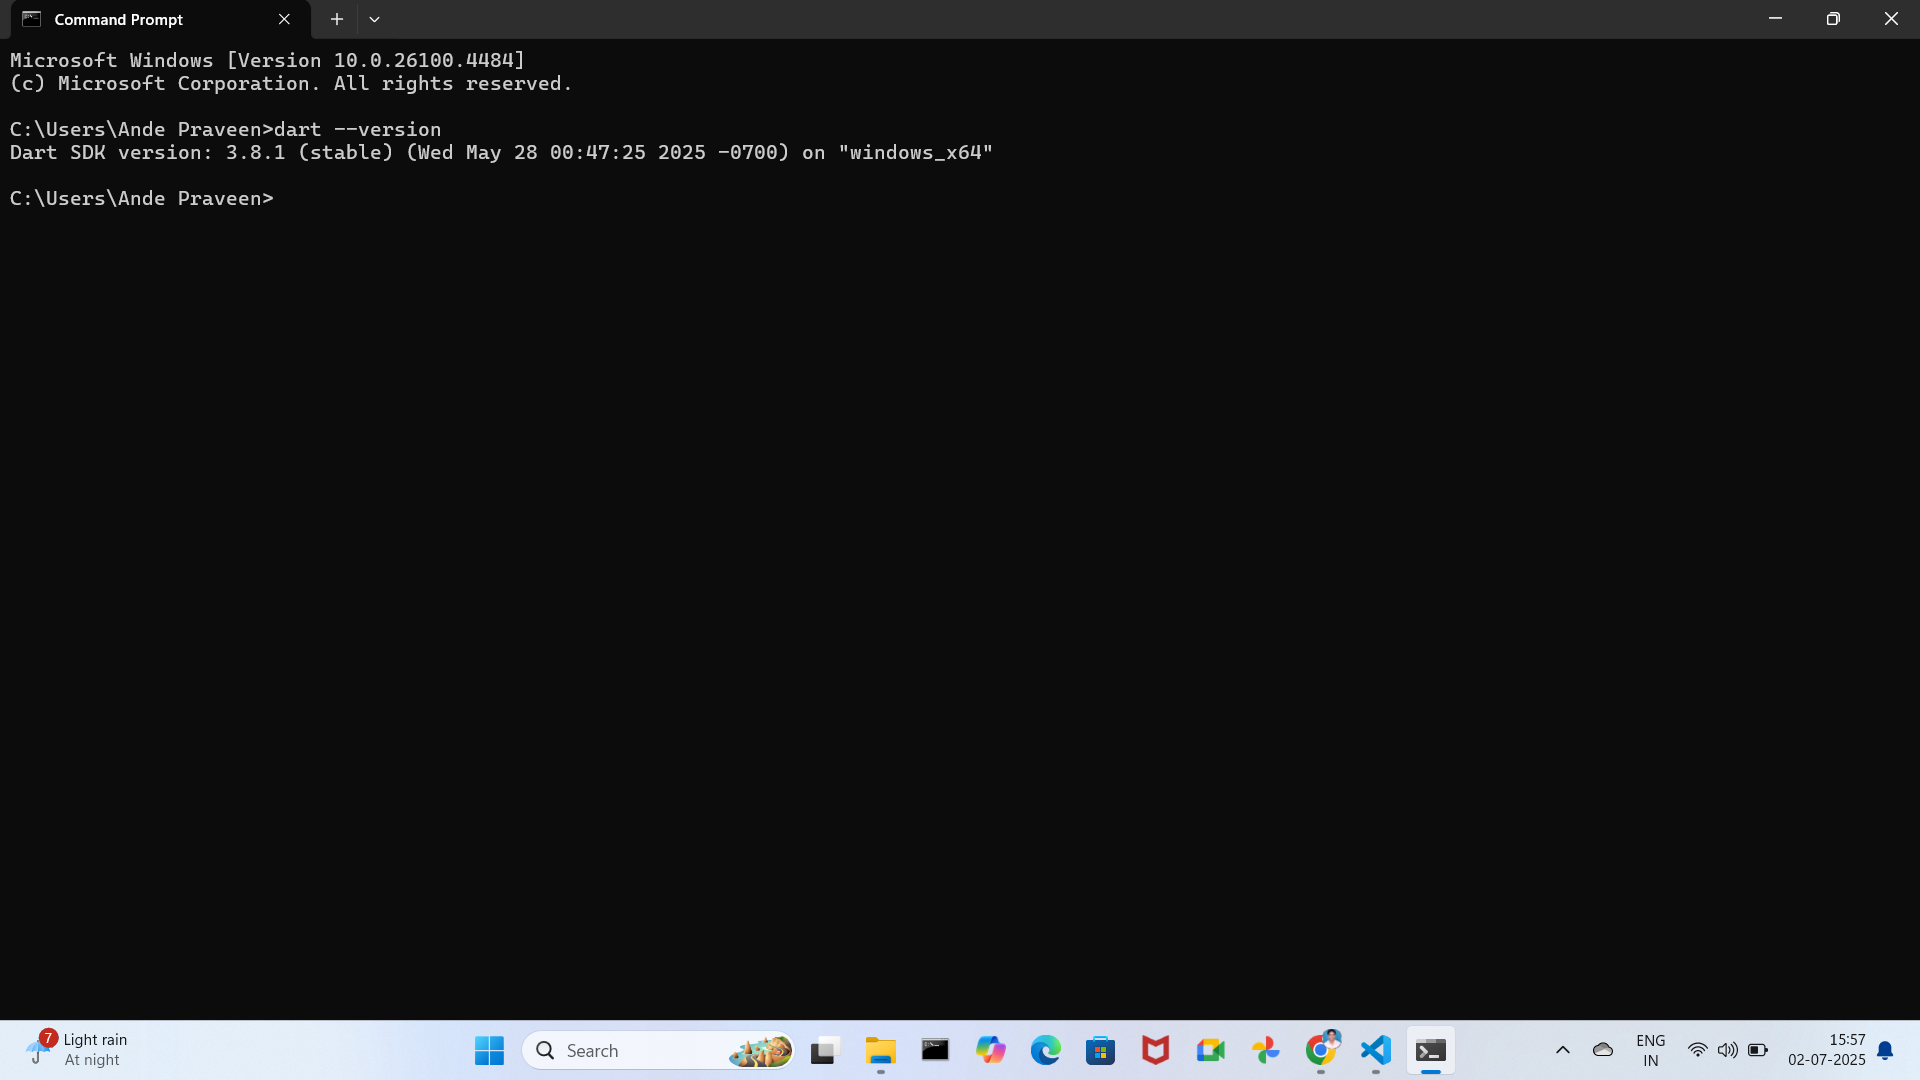 Command Prompt
Microsoft Windows [Version 10.0.26100.4484]
(c) Microsoft Corporation. All rights reserved.
C:\Users\Ande Praveen>dart --version
Dart SDK version: 3.8.1 (stable) (Wed May 28 00:47:25 2025 -0700) on "windows_x64"
C:\Users\Ande Praveen>
7
Light rain
At night
Search
ENG
IN
15:57
02-07-2025